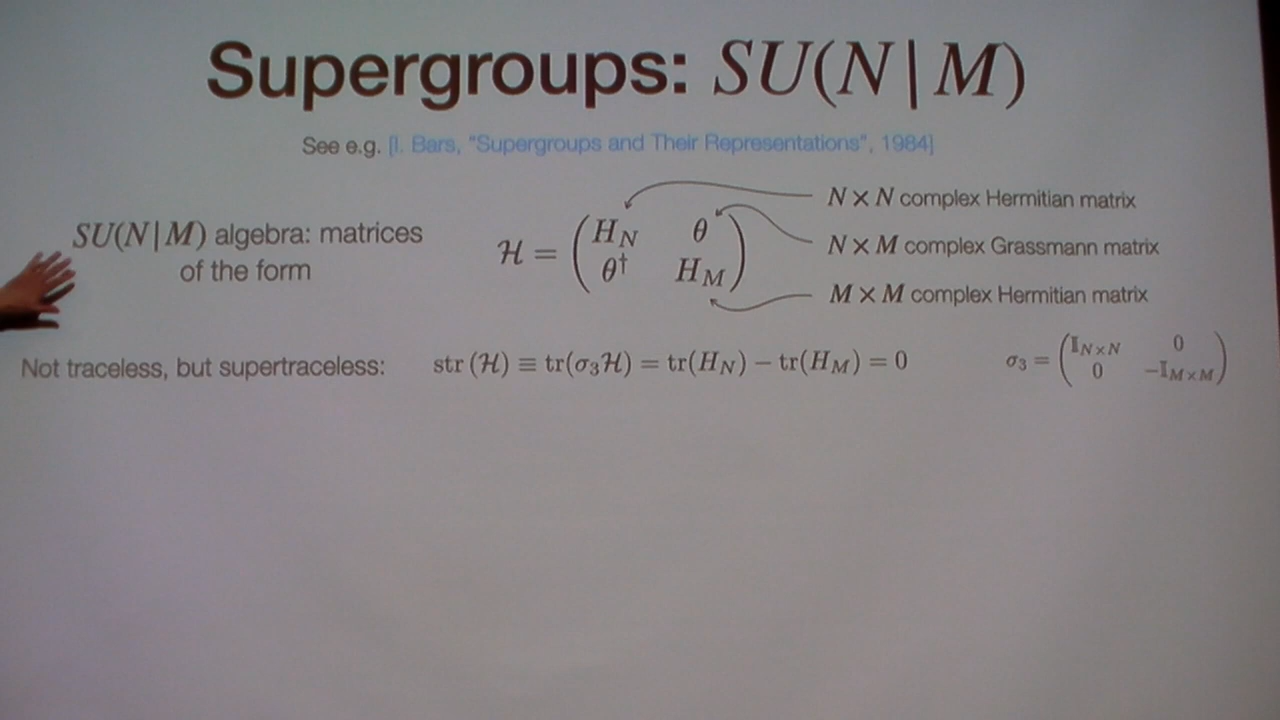 Supergroups: SU(N|M)
See e.g. [I. Bars, "Supergroups and Their Representations", 1984]
SU(N|M) algebra: matrices
of the form
ℋ = ( H_N θ
θ† H_M )
N × N complex Hermitian matrix
N × M complex Grassmann matrix
M × M complex Hermitian matrix
Not traceless, but supertraceless: str (ℋ) ≡ tr(σ₃ℋ) = tr(H_N) − tr(H_M) = 0
σ₃ = ( 𝕀_{N×N} 0
0 −𝕀_{M×M} )